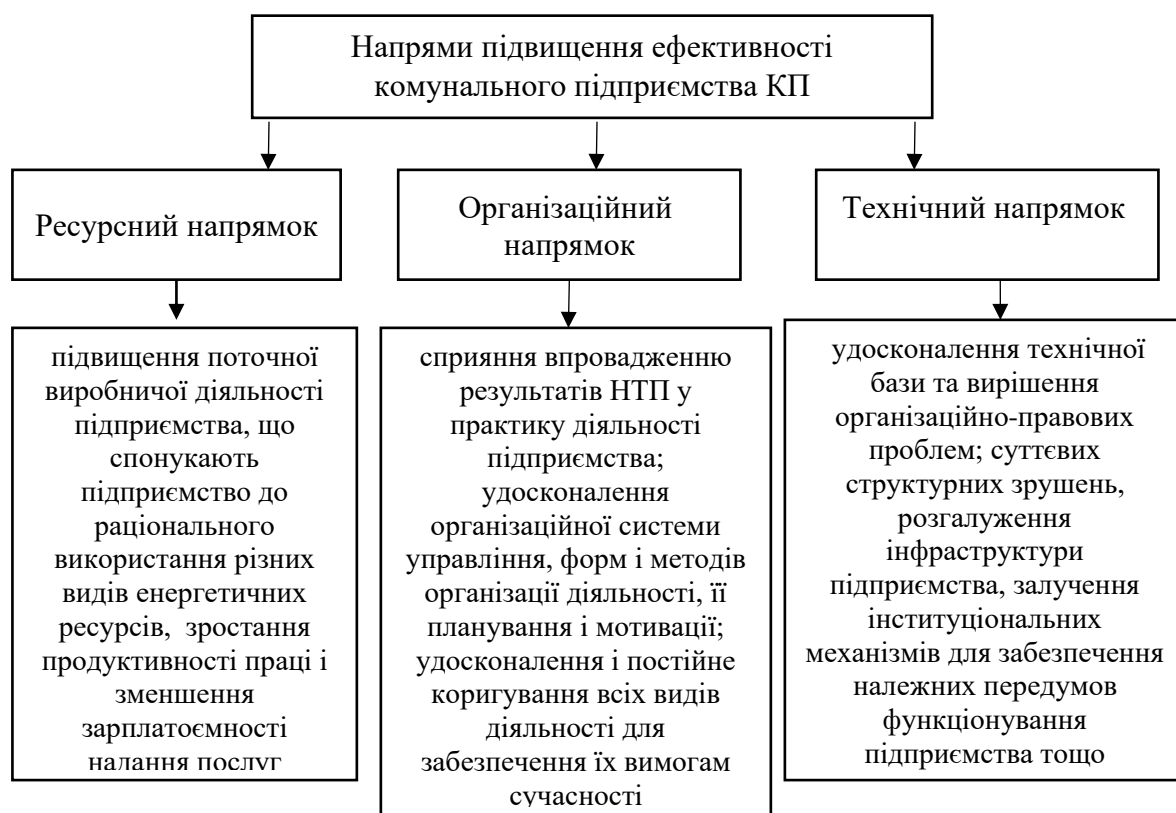 Напрями підвищення ефективності
комунального підприємства КП
Ресурсний напрямок
Організаційний
напрямок
Технічний напрямок
підвищення поточної
виробничої діяльності
підприємства, що
спонукають
підприємство до
раціонального
використання різних
видів енергетичних
ресурсів, зростання
продуктивності праці і
зменшення
зарплатоємності
надання послуг
сприяння впровадженню
результатів НТП у
практику діяльності
підприємства;
удосконалення
організаційної системи
управління, форм і методів
організації діяльності, її
планування і мотивації;
удосконалення і постійне
коригування всіх видів
діяльності для
забезпечення їх вимогам
сучасності
удосконалення технічної
бази та вирішення
організаційно-правових
проблем; суттєвих
структурних зрушень,
розгалуження
інфраструктури
підприємства, залучення
інституціональних
механізмів для забезпечення
належних передумов
функціонування
підприємства тощо